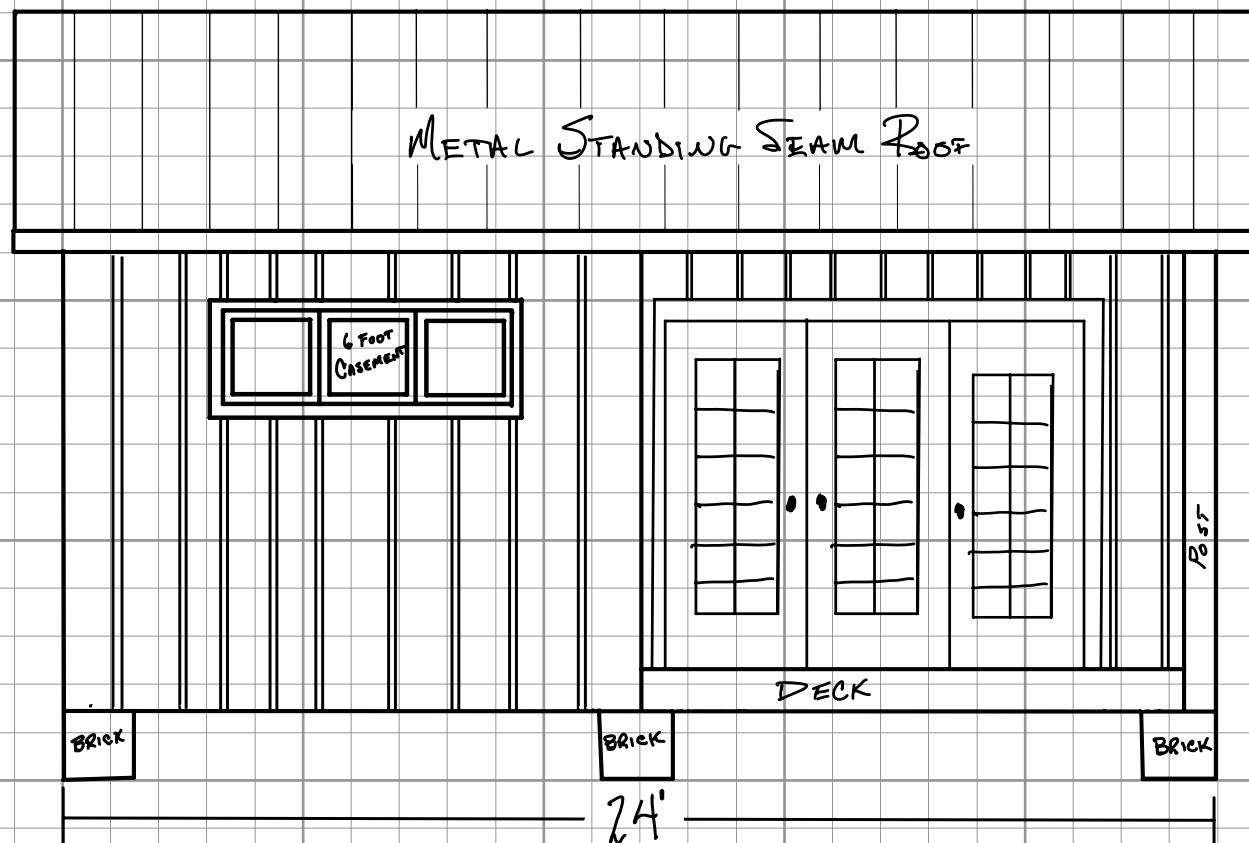 METAL STANDING SEAM ROOF
6 FOOT
CASEMENT
POST
DECK
BRICK
BRICK
BRICK
24'